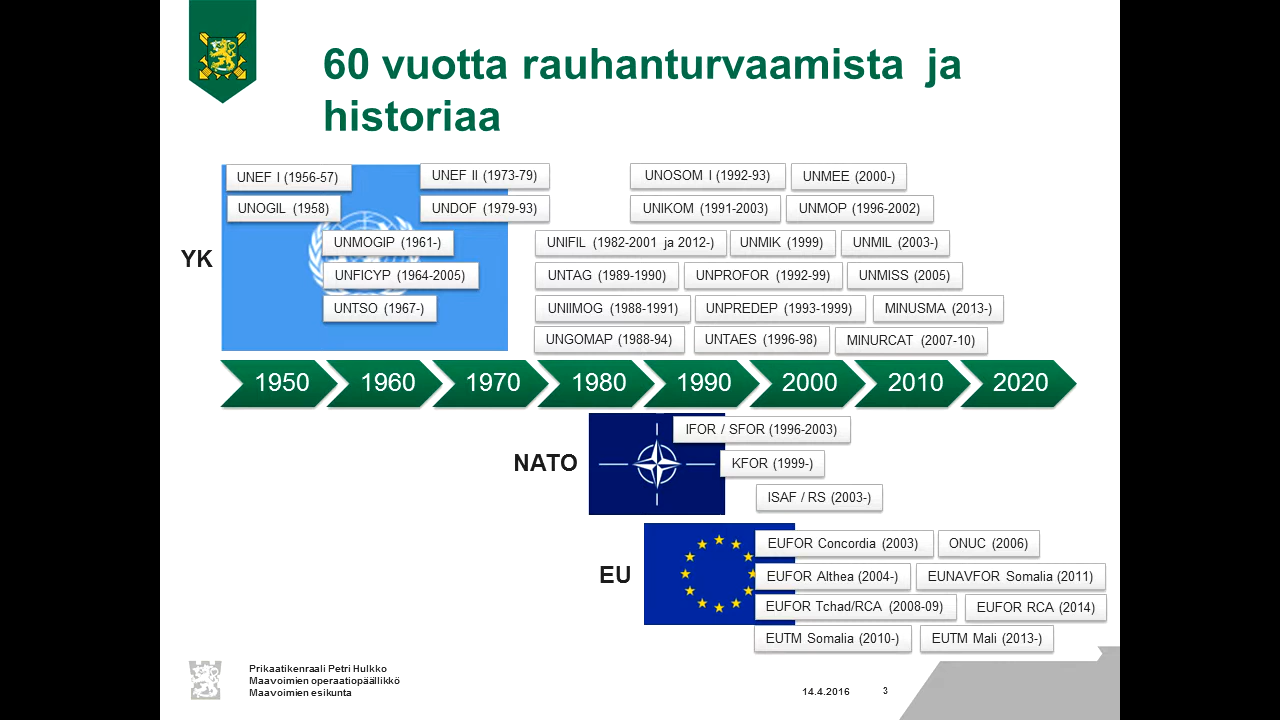 60 vuotta rauhanturvaamista ja
historiaa
UNEF I (1956-57)
UNEF II (1973-79)
UNOSOM I (1992-93)
UNMEE (2000-)
UNOGIL (1958)
UNDOF (1979-93)
UNIKOM (1991-2003)
UNMOP (1996-2002)
YK
UNMOGIP (1961-)
UNIFIL (1982-2001 ja 2012-)
UNMIK (1999)
UNMIL (2003-)
UNFICYP (1964-2005)
UNTAG (1989-1990)
UNPROFOR (1992-99)
UNMISS (2005)
UNTSO (1967-)
UNIIMOG (1988-1991)
UNPREDEP (1993-1999)
MINUSMA (2013-)
UNGOMAP (1988-94)
UNTAES (1996-98)
MINURCAT (2007-10)
1950
1960
1970
1980
1990
2000
2010
2020
NATO
IFOR / SFOR (1996-2003)
KFOR (1999-)
ISAF / RS (2003-)
EU
EUFOR Concordia (2003)
ONUC (2006)
EUFOR Althea (2004-)
EUNAVFOR Somalia (2011)
EUFOR Tchad/RCA (2008-09)
EUFOR RCA (2014)
EUTM Somalia (2010-)
EUTM Mali (2013-)
Prikaatikenraali Petri Hulkko
Maavoimien operaatiopäällikkö
Maavoimien esikunta
14.4.2016
3